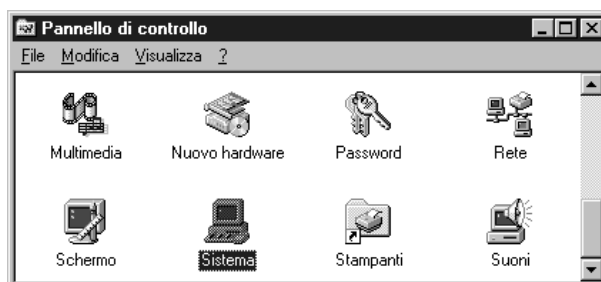 Pannello di controllo
File Modifica Visualizza ?
Multimedia Nuovo hardware Password Rete
Schermo Sistema Stampanti Suoni